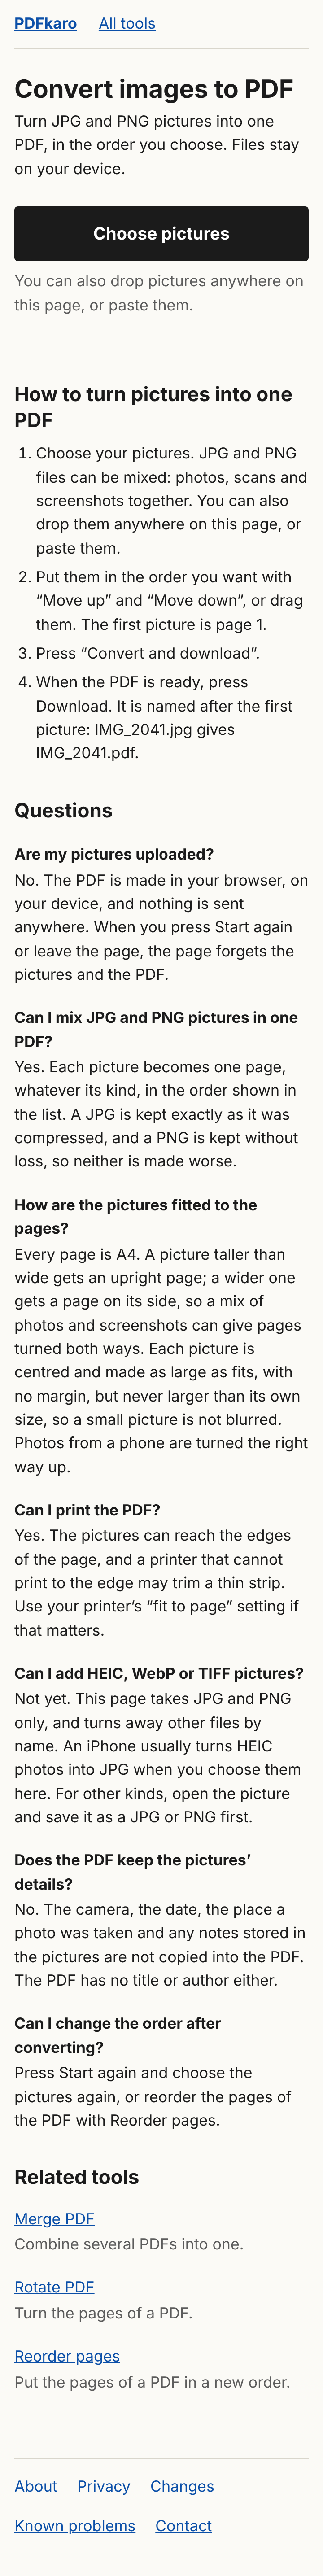 PDFkaro All tools
Convert images to PDF
Turn JPG and PNG pictures into one
PDF, in the order you choose. Files stay
on your device.
Choose pictures
You can also drop pictures anywhere on
this page, or paste them.
How to turn pictures into one
PDF
1. Choose your pictures. JPG and PNG
files can be mixed: photos, scans and
screenshots together. You can also
drop them anywhere on this page, or
paste them.
2. Put them in the order you want with
“Move up” and “Move down”, or drag
them. The first picture is page 1.
3. Press “Convert and download”.
4. When the PDF is ready, press
Download. It is named after the first
picture: IMG_2041.jpg gives
IMG_2041.pdf.
Questions
Are my pictures uploaded?
No. The PDF is made in your browser, on
your device, and nothing is sent
anywhere. When you press Start again
or leave the page, the page forgets the
pictures and the PDF.
Can I mix JPG and PNG pictures in one
PDF?
Yes. Each picture becomes one page,
whatever its kind, in the order shown in
the list. A JPG is kept exactly as it was
compressed, and a PNG is kept without
loss, so neither is made worse.
How are the pictures fitted to the
pages?
Every page is A4. A picture taller than
wide gets an upright page; a wider one
gets a page on its side, so a mix of
photos and screenshots can give pages
turned both ways. Each picture is
centred and made as large as fits, with
no margin, but never larger than its own
size, so a small picture is not blurred.
Photos from a phone are turned the right
way up.
Can I print the PDF?
Yes. The pictures can reach the edges
of the page, and a printer that cannot
print to the edge may trim a thin strip.
Use your printer’s “fit to page” setting if
that matters.
Can I add HEIC, WebP or TIFF pictures?
Not yet. This page takes JPG and PNG
only, and turns away other files by
name. An iPhone usually turns HEIC
photos into JPG when you choose them
here. For other kinds, open the picture
and save it as a JPG or PNG first.
Does the PDF keep the pictures’
details?
No. The camera, the date, the place a
photo was taken and any notes stored in
the pictures are not copied into the PDF.
The PDF has no title or author either.
Can I change the order after
converting?
Press Start again and choose the
pictures again, or reorder the pages of
the PDF with Reorder pages.
Related tools
Merge PDF
Combine several PDFs into one.
Rotate PDF
Turn the pages of a PDF.
Reorder pages
Put the pages of a PDF in a new order.
About Privacy Changes
Known problems Contact